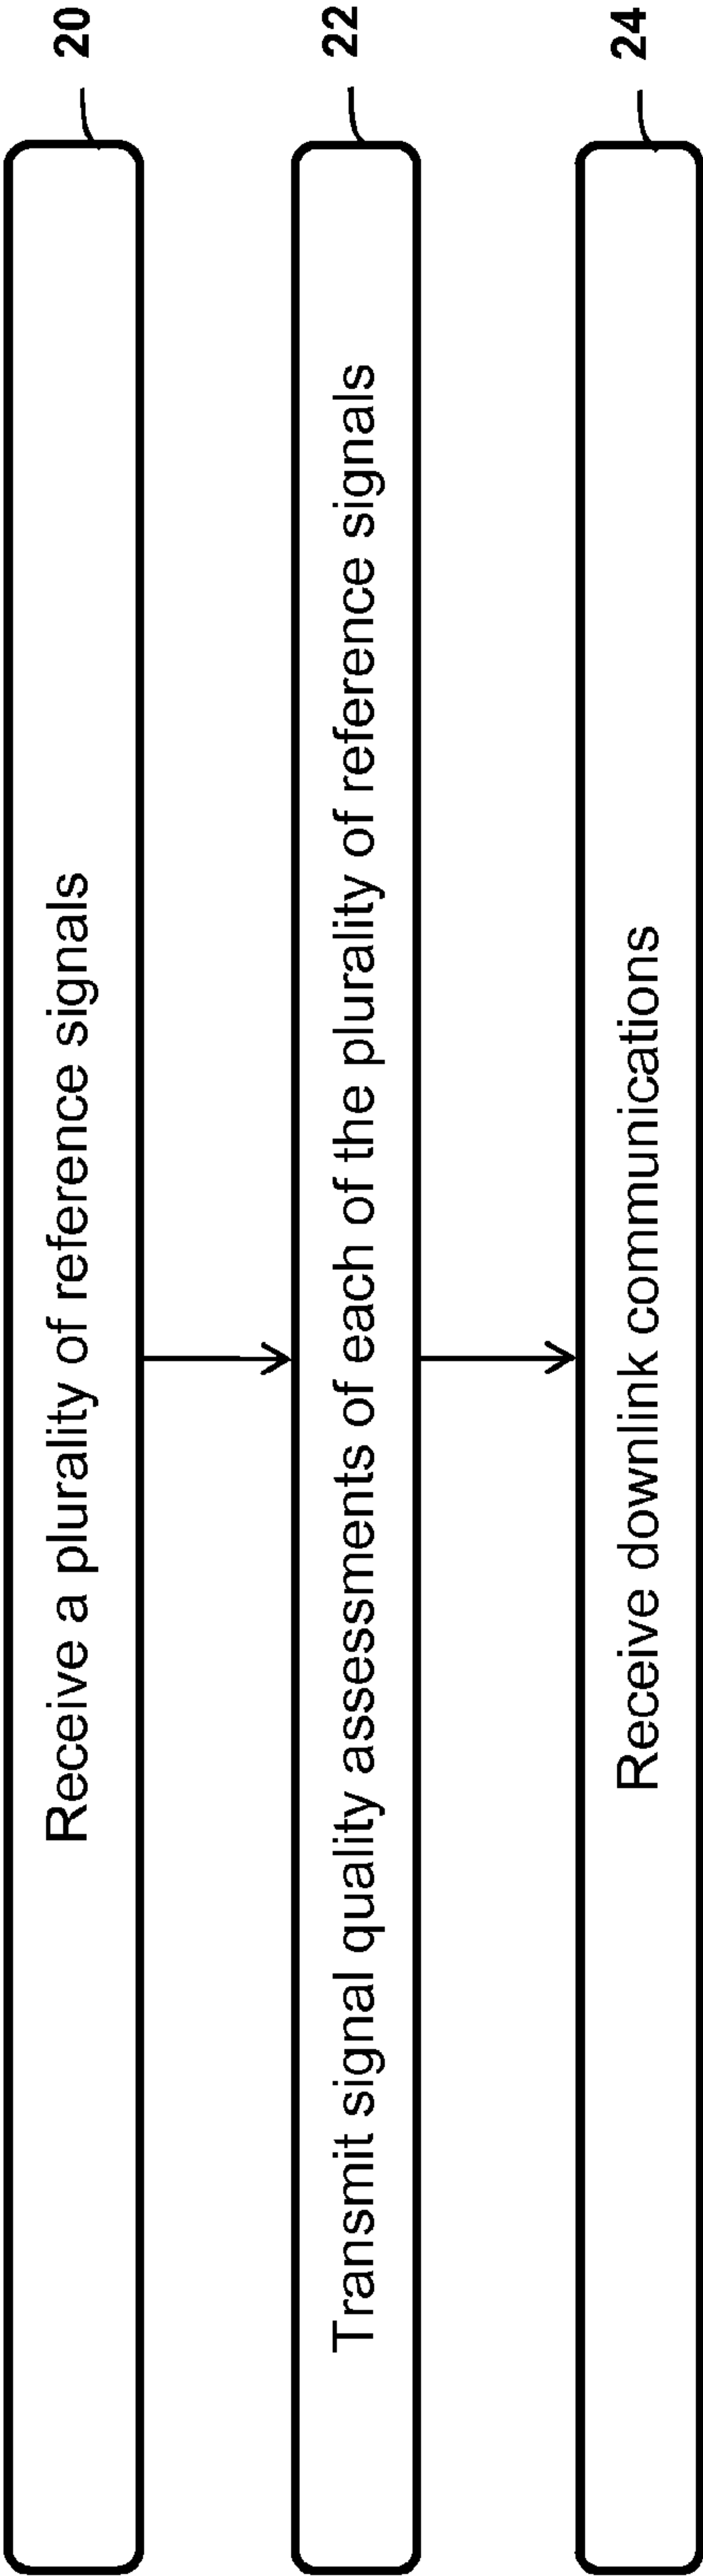 Receive a plurality of reference signals
20
Transmit signal quality assessments of each of the plurality of reference signals
22
Receive downlink communications
24